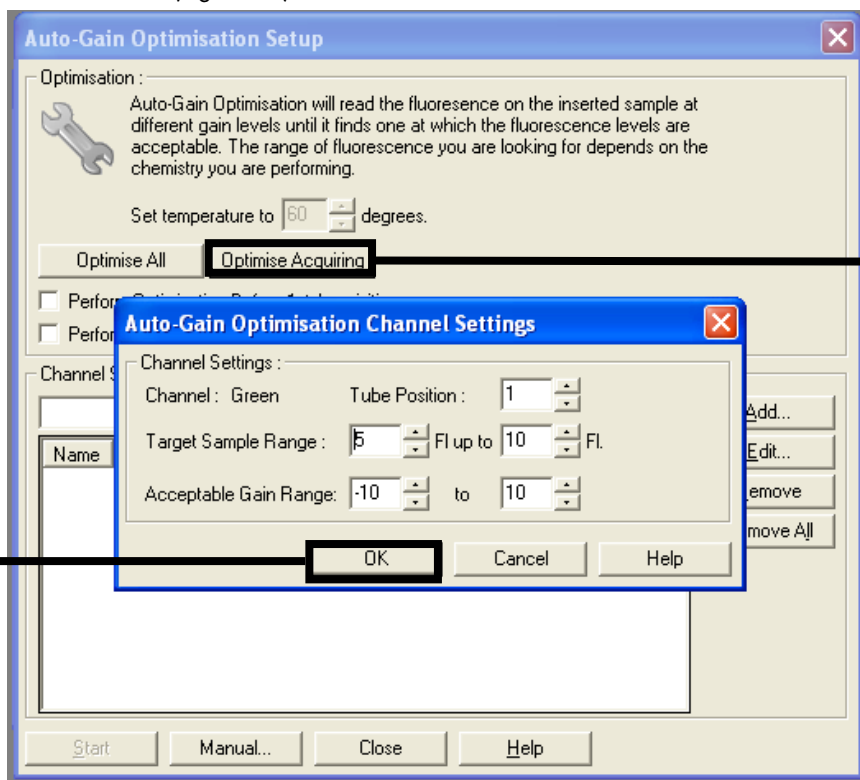 Auto-Gain Optimisation Setup
Optimisation :
Auto-Gain Optimisation will read the fluoresence on the inserted sample at
different gain levels until it finds one at which the fluorescence levels are
acceptable. The range of fluorescence you are looking for depends on the
chemistry you are performing.
Set temperature to 60 degrees.
Optimise All Optimise Acquiring
Perfor
Perfor
Auto-Gain Optimisation Channel Settings
Channel Settings :
Channel : Green Tube Position : 1
Target Sample Range : 5 Fl up to 10 Fl.
Acceptable Gain Range: -10 to 10
OK Cancel Help
Channel S
Name
Add...
Edit...
emove
move All
Start Manual... Close Help